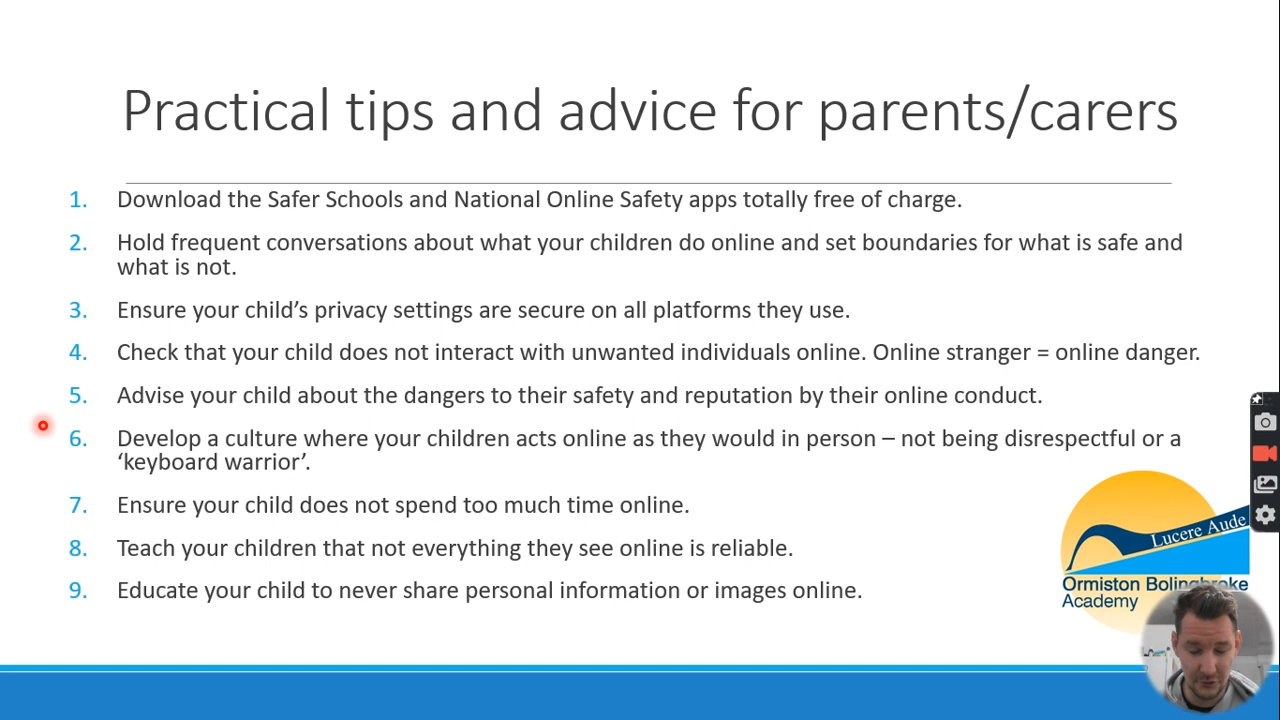 Practical tips and advice for parents/carers
1. Download the Safer Schools and National Online Safety apps totally free of charge.
2. Hold frequent conversations about what your children do online and set boundaries for what is safe and
what is not.
3. Ensure your child’s privacy settings are secure on all platforms they use.
4. Check that your child does not interact with unwanted individuals online. Online stranger = online danger.
5. Advise your child about the dangers to their safety and reputation by their online conduct.
6. Develop a culture where your children acts online as they would in person – not being disrespectful or a
‘keyboard warrior’.
7. Ensure your child does not spend too much time online.
8. Teach your children that not everything they see online is reliable.
9. Educate your child to never share personal information or images online.
Lucere Aude
Ormiston Bolingbroke
Academy